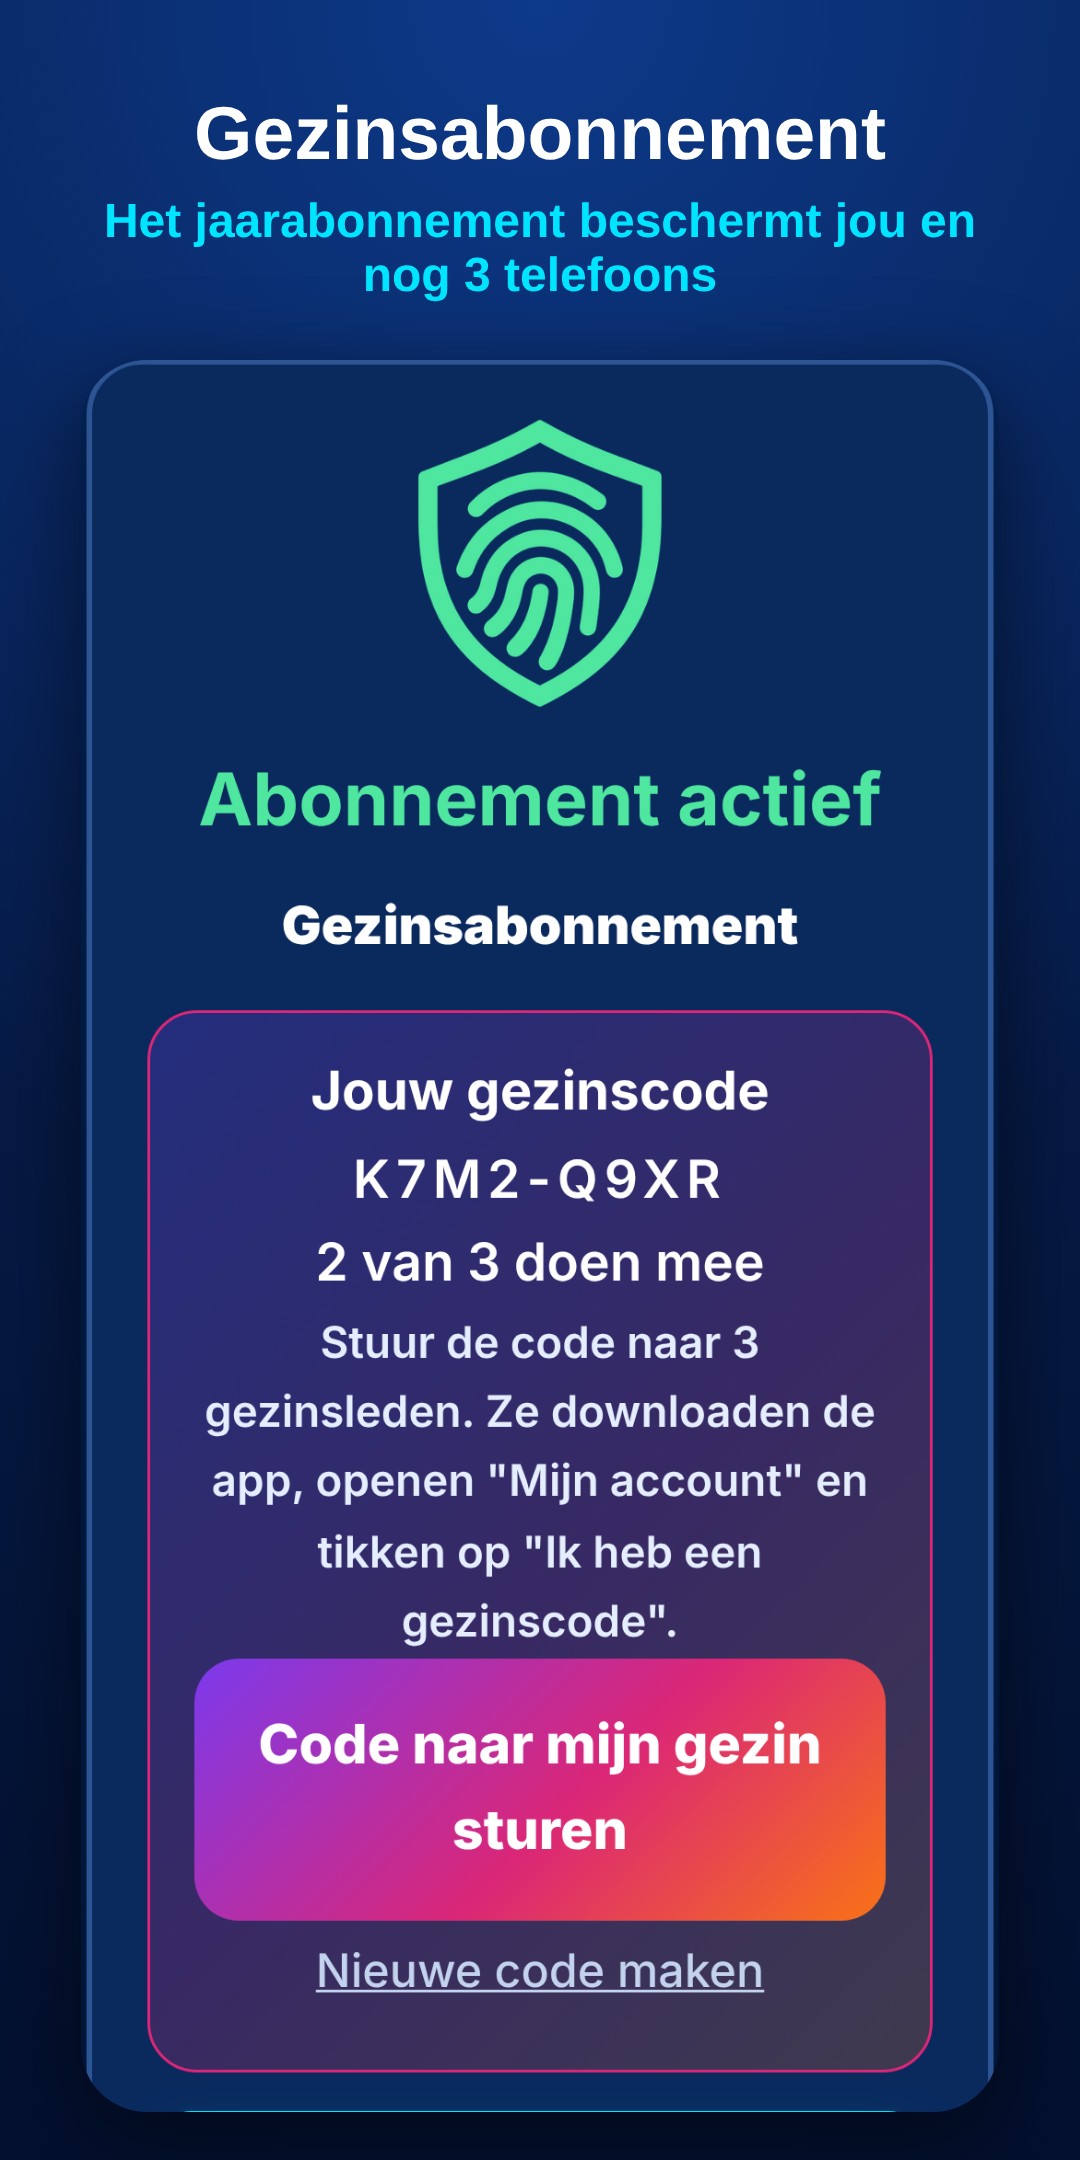 Gezinsabonnement
Het jaarabonnement beschermt jou en
nog 3 telefoons
Abonnement actief
Gezinsabonnement
Jouw gezinscode
K7M2-Q9XR
2 van 3 doen mee
Stuur de code naar 3
gezinsleden. Ze downloaden de
app, openen "Mijn account" en
tikken op "Ik heb een
gezinscode".
Code naar mijn gezin
sturen
Nieuwe code maken